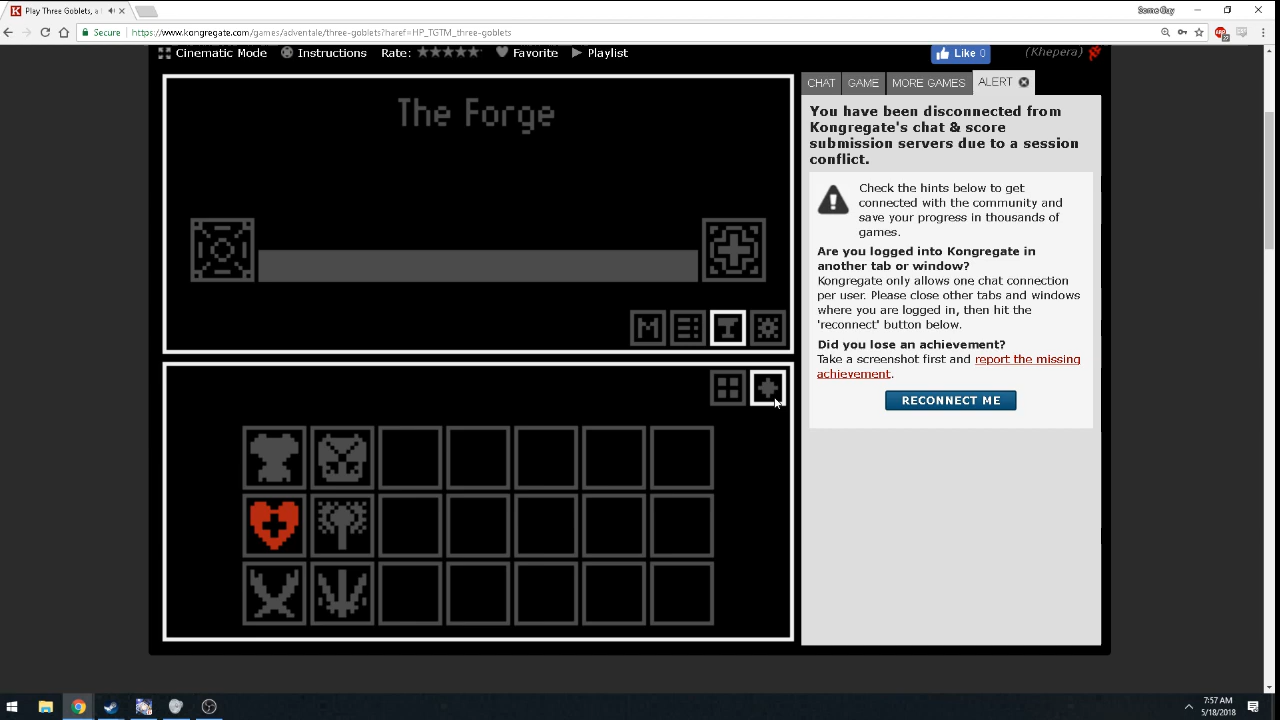 Play Three Goblets, a
Some Guy
Secure
https://www.kongregate.com/games/adventale/three-goblets?haref=HP_TGTM_three-goblets
Cinematic Mode
Instructions
Rate:
Favorite
Playlist
Like 0
(Khepera)
The Forge
M
CHAT
GAME
MORE GAMES
ALERT
You have been disconnected from
Kongregate's chat & score
submission servers due to a session
conflict.
Check the hints below to get
connected with the community and
save your progress in thousands of
games.
Are you logged into Kongregate in
another tab or window?
Kongregate only allows one chat connection
per user. Please close other tabs and windows
where you are logged in, then hit the
'reconnect' button below.
Did you lose an achievement?
Take a screenshot first and report the missing
achievement.
RECONNECT ME
7:57 AM
5/18/2018